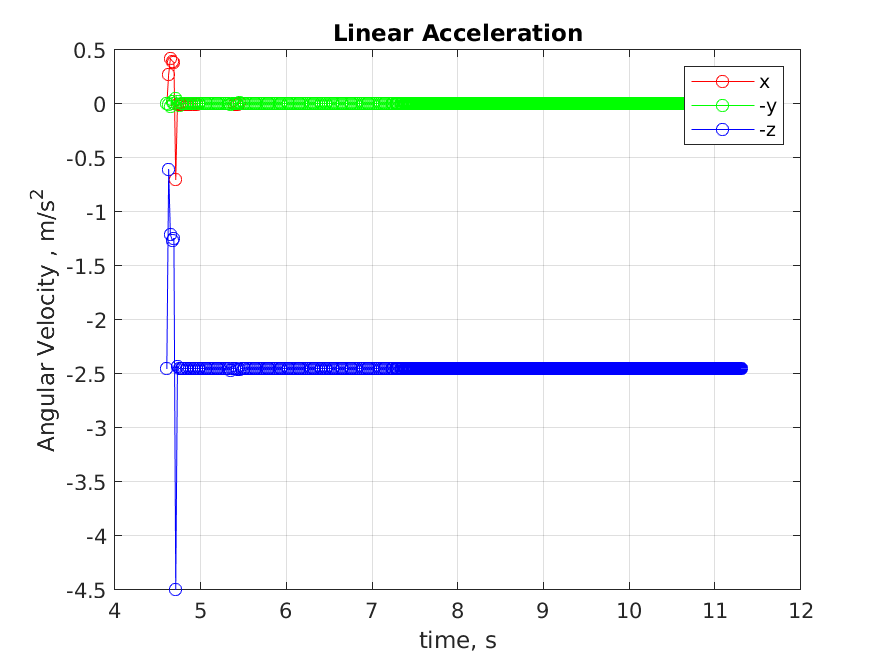 Linear Acceleration
0.5
0
-0.5
-1
-1.5
-2
-2.5
-3
-3.5
-4
-4.5
Angular Velocity , m/s²
x
-y
-z
4 5 6 7 8 9 10 11 12
time, s